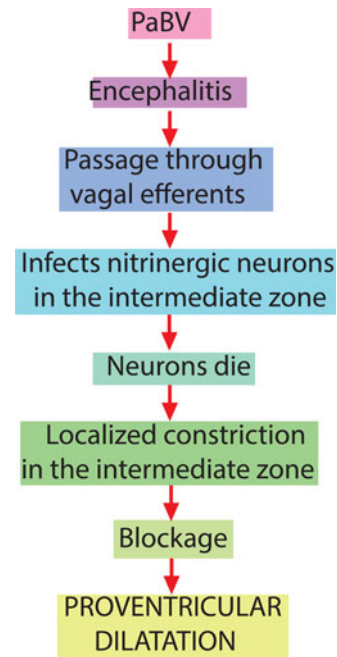 PaBV
Encephalitis
Passage through
vagal efferents
Infects nitrinergic neurons
in the intermediate zone
Neurons die
Localized constriction
in the intermediate zone
Blockage
PROVENTRICULAR
DILATATION